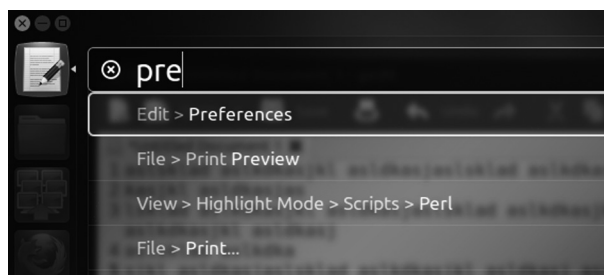 pre
Edit > Preferences
File > Print Preview
View > Highlight Mode > Scripts > Perl
File > Print...